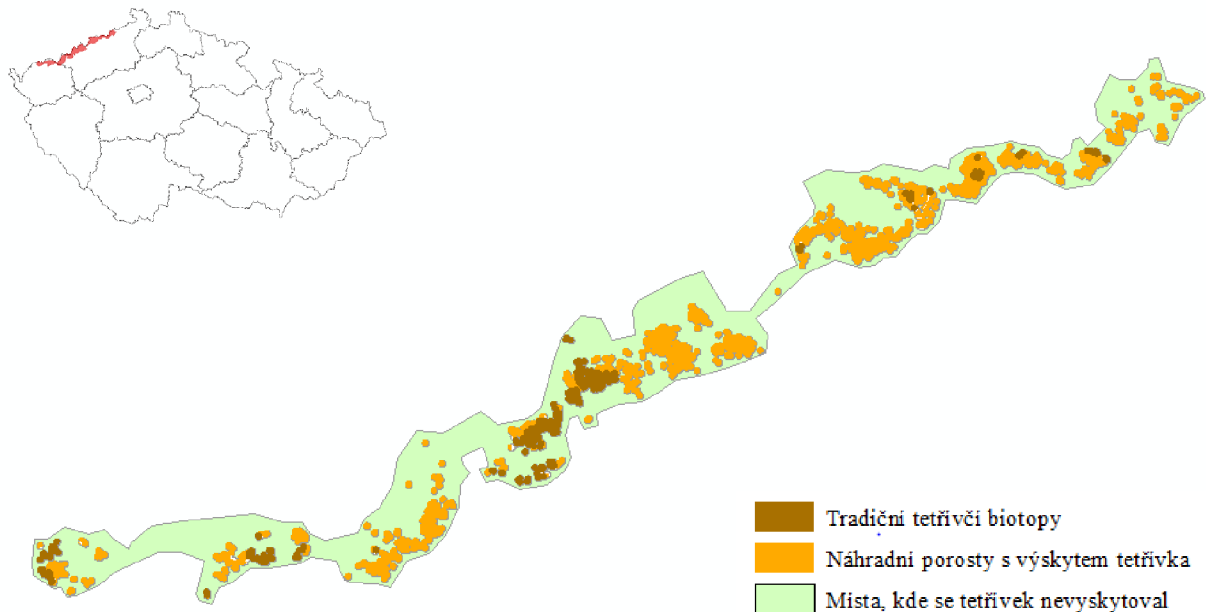 Tradiční tetřívčí biotopy
Náhradní porosty s výskytem tetřívka
Místa, kde se tetřívek nevyskytoval